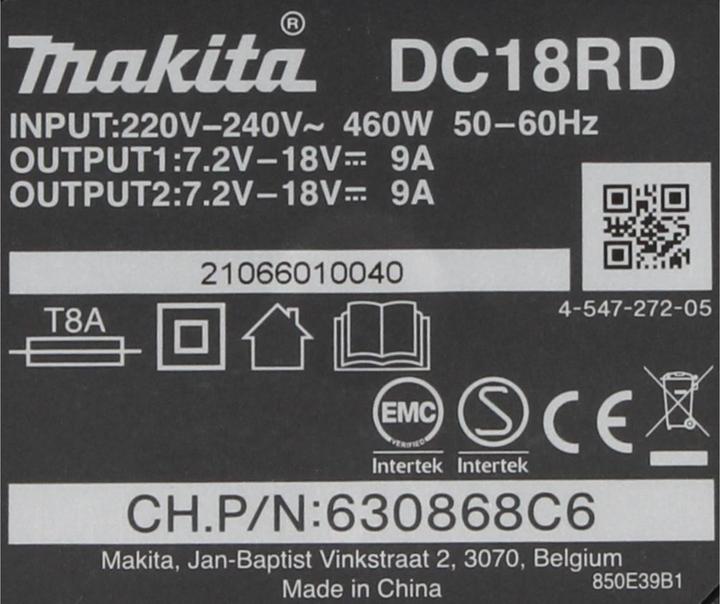 makita® DC18RD
INPUT:220V–240V~ 460W 50–60Hz
OUTPUT1:7.2V–18V⎓ 9A
OUTPUT2:7.2V–18V⎓ 9A
21066010040
4-547-272-05
T8A
EMC
VERIFIED
S
CE
Intertek Intertek
CH.P/N:630868C6
Makita, Jan-Baptist Vinkstraat 2, 3070, Belgium
Made in China
850E39B1